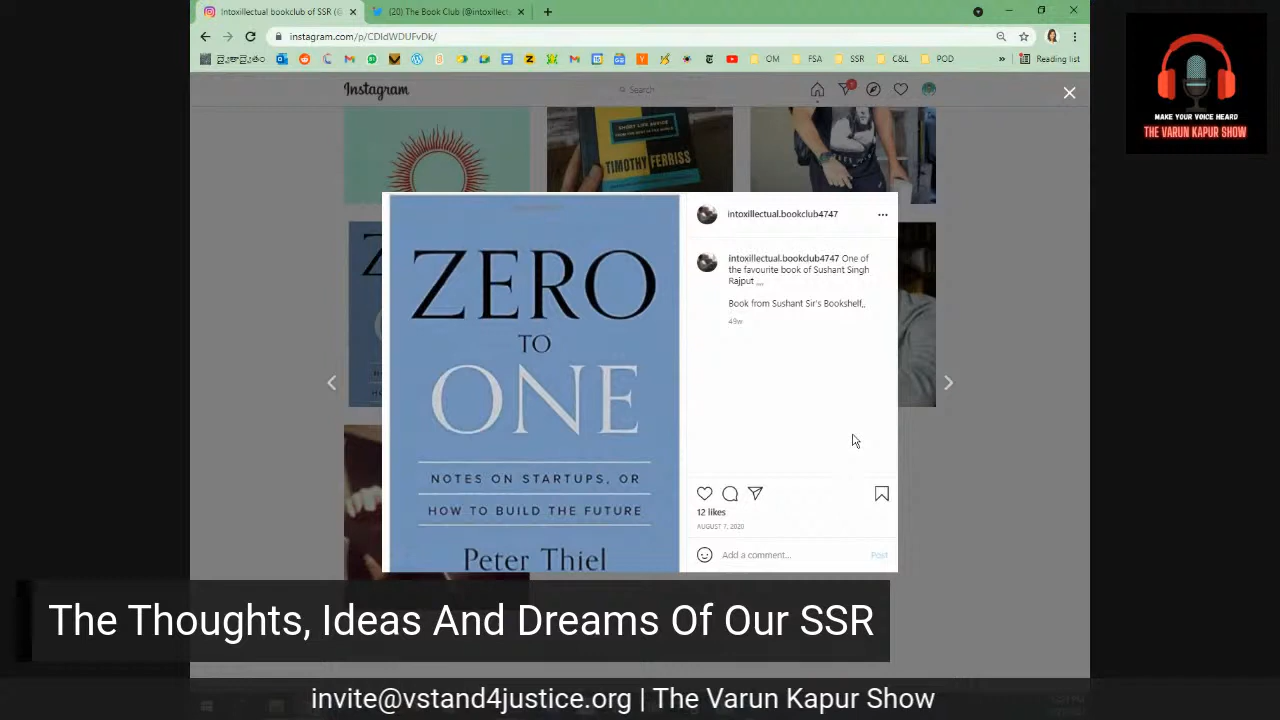 Intoxillectual bookclub of SSR (@
(20) The Book Club (@intoxillect
instagram.com/p/CDldWDUFvDk/
OM
FSA
SSR
C&L
POD
»
Reading list
MAKE YOUR VOICE HEARD
THE VARUN KAPUR SHOW
Instagram
Search
TIMOTHY FERRISS
ZERO
TO
ONE
NOTES ON STARTUPS, OR
HOW TO BUILD THE FUTURE
Peter Thiel
intoxillectual.bookclub4747
intoxillectual.bookclub4747 One of
the favourite book of Sushant Singh
Rajput ,,,
Book from Sushant Sir's Bookshelf,,
49w
12 likes
AUGUST 7, 2020
Add a comment...
Post
The Thoughts, Ideas And Dreams Of Our SSR
invite@vstand4justice.org | The Varun Kapur Show